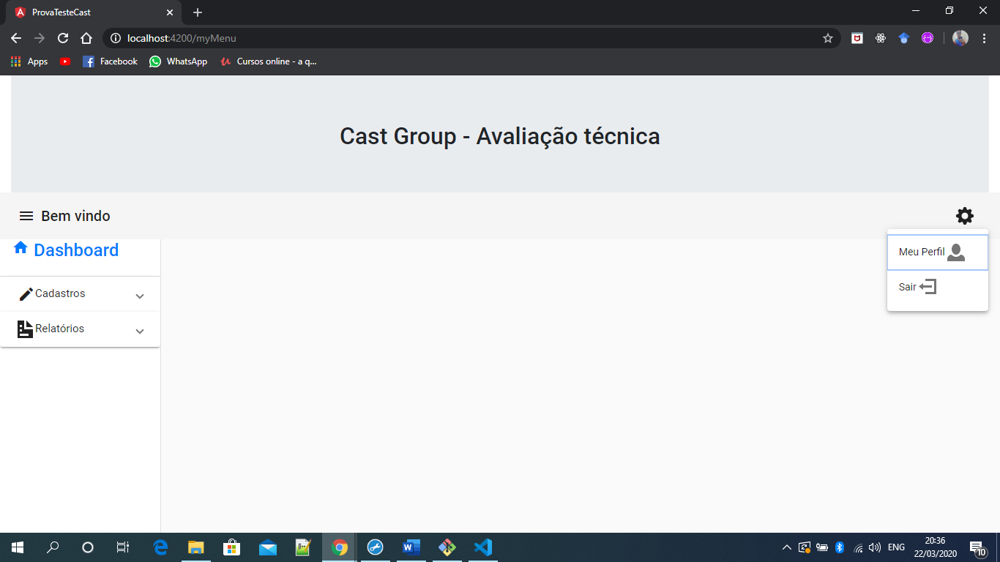 ProvaTesteCast
localhost:4200/myMenu
Apps
Facebook
WhatsApp
Cursos online - a q...
Cast Group - Avaliação técnica
Bem vindo
Dashboard
Meu Perfil
Cadastros
Sair
Relatórios
ENG
20:36
22/03/2020
10